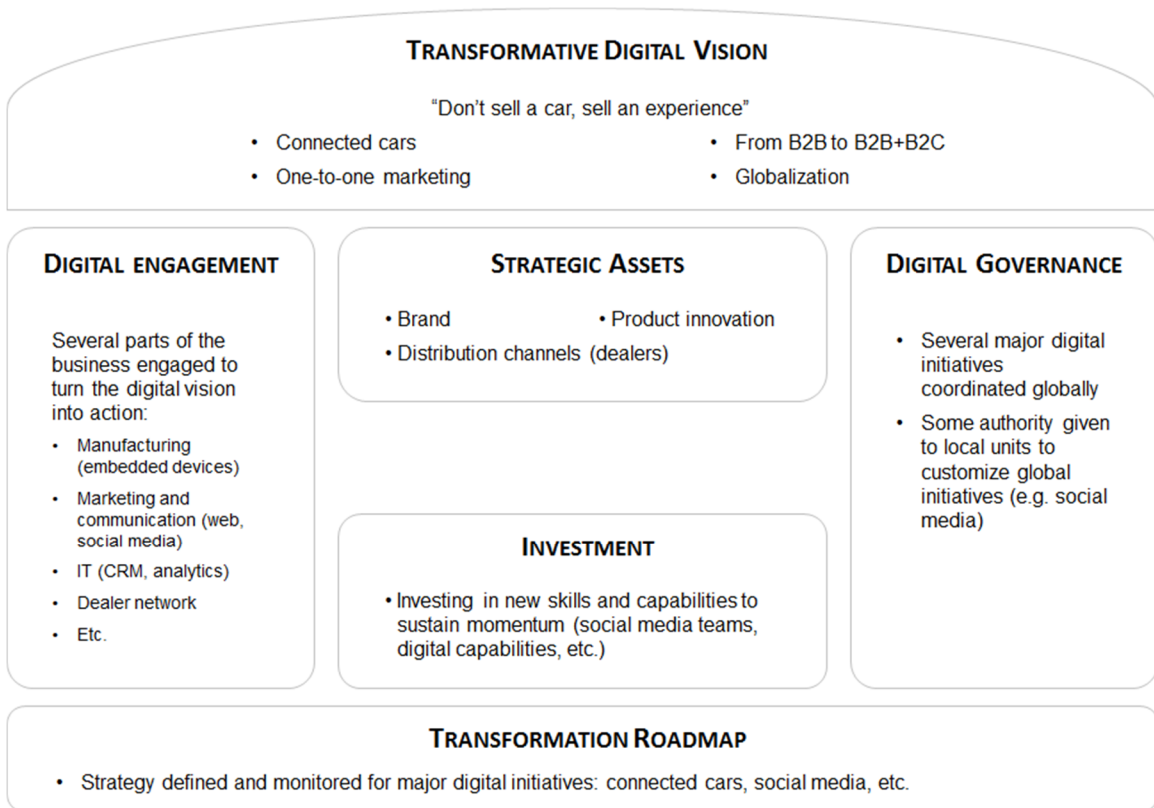 TRANSFORMATIVE DIGITAL VISION
“Don’t sell a car, sell an experience”
• Connected cars
• From B2B to B2B+B2C
• One-to-one marketing
• Globalization
DIGITAL ENGAGEMENT
Several parts of the
business engaged to
turn the digital vision
into action:
• Manufacturing
(embedded devices)
• Marketing and
communication (web,
social media)
• IT (CRM, analytics)
• Dealer network
• Etc.
STRATEGIC ASSETS
• Brand
• Product innovation
• Distribution channels (dealers)
INVESTMENT
• Investing in new skills and capabilities to
sustain momentum (social media teams,
digital capabilities, etc.)
DIGITAL GOVERNANCE
• Several major digital
initiatives
coordinated globally
• Some authority given
to local units to
customize global
initiatives (e.g. social
media)
TRANSFORMATION ROADMAP
• Strategy defined and monitored for major digital initiatives: connected cars, social media, etc.